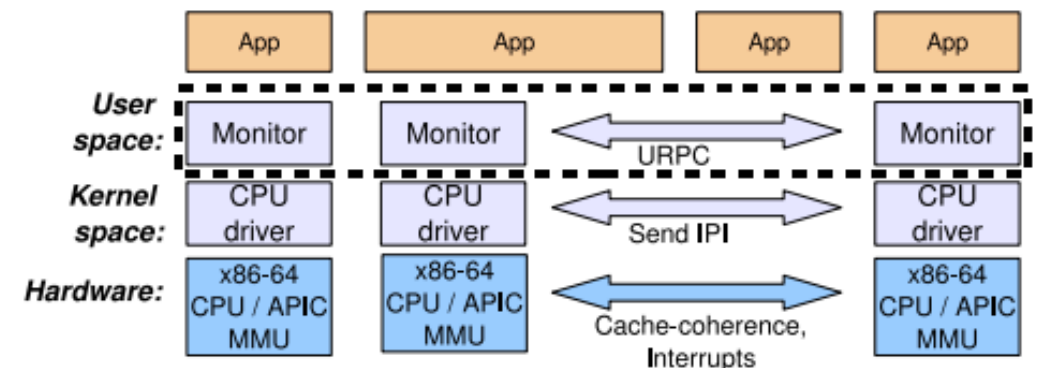 App App App App
User
space:
Monitor Monitor Monitor
URPC
Kernel
space:
CPU
driver
CPU
driver
CPU
driver
Send IPI
Hardware:
x86-64
CPU / APIC
MMU
x86-64
CPU / APIC
MMU
x86-64
CPU / APIC
MMU
Cache-coherence,
Interrupts